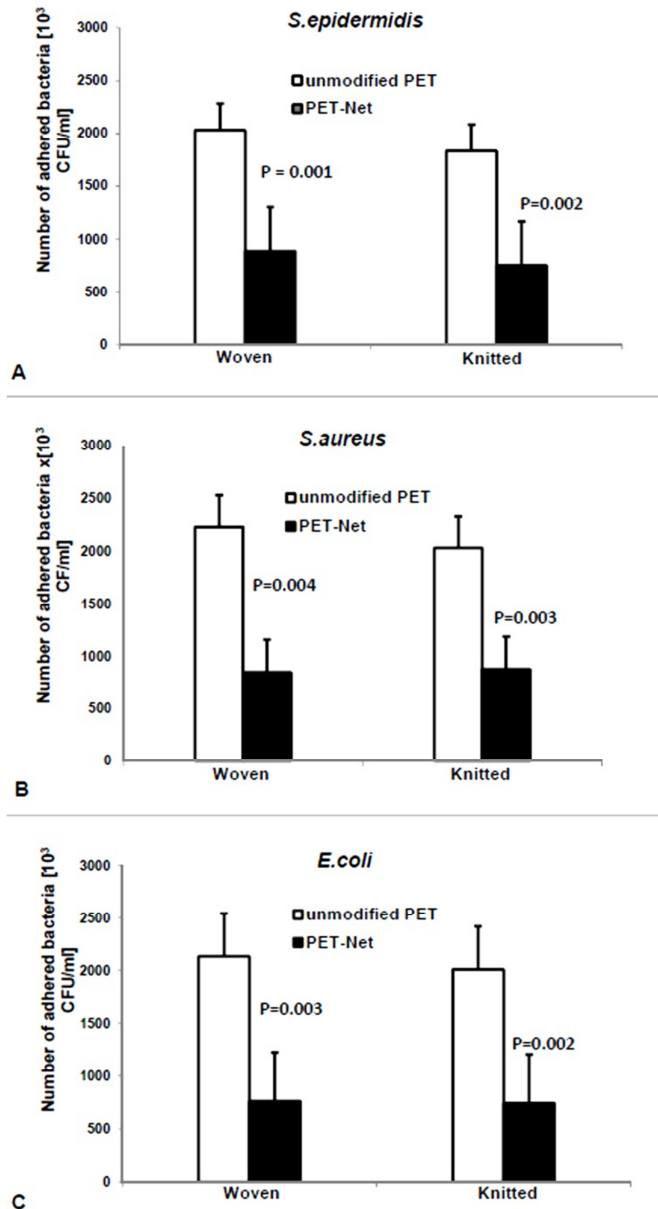 S.epidermidis
Number of adhered bacteria [10³
CFU/ml]
3000
2500
2000
1500
1000
500
0
unmodified PET
PET-Net
P = 0.001
P=0.002
Woven
Knitted
A
S.aureus
Number of adhered bacteria x[10³
CF/ml]
3000
2500
2000
1500
1000
500
0
unmodified PET
PET-Net
P=0.004
P=0.003
Woven
Knitted
B
E.coli
Number of adhered bacteria [10³
CFU/ml]
3000
2500
2000
1500
1000
500
0
unmodified PET
PET-Net
P=0.003
P=0.002
Woven
Knitted
C